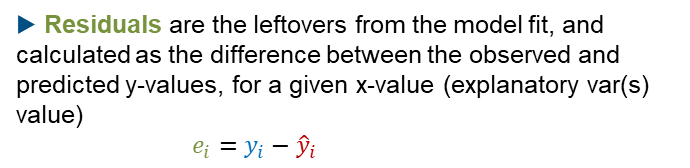 ▶ Residuals are the leftovers from the model fit, and
calculated as the difference between the observed and
predicted y-values, for a given x-value (explanatory var(s)
value)
eᵢ = yᵢ − ŷᵢ